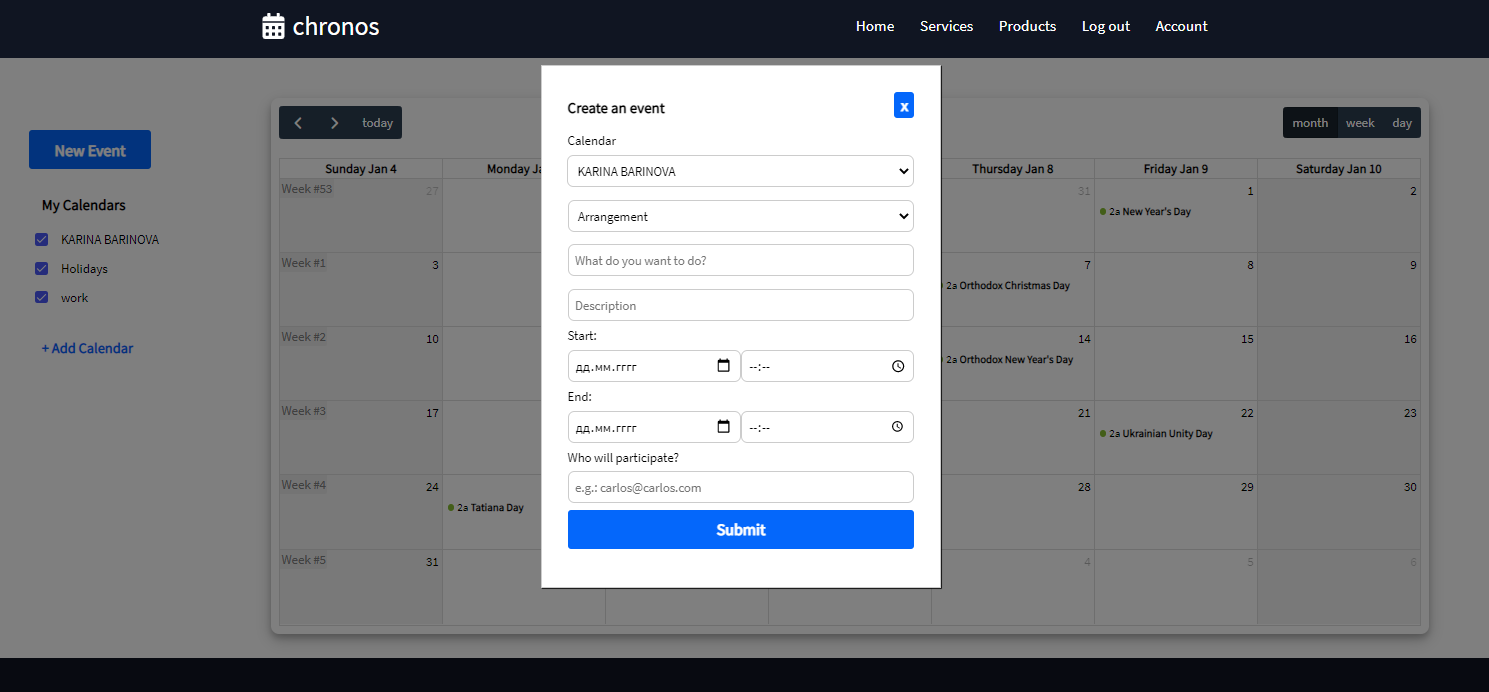 chronos
Home Services Products Log out Account
Create an event x
today
month week day
New Event
Calendar
KARINA BARINOVA
Sunday Jan 4 Monday Ja Thursday Jan 8 Friday Jan 9 Saturday Jan 10
Week #53 27 31 1 2
My Calendars
Arrangement
2a New Year's Day
KARINA BARINOVA
What do you want to do?
Week #1 3 7 8 9
Holidays
2a Orthodox Christmas Day
work
Description
Start:
Week #2 10 14 15 16
+ Add Calendar
2a Orthodox New Year's Day
дд.мм.гггг --:--
End:
Week #3 17 21 22 23
дд.мм.гггг --:--
2a Ukrainian Unity Day
Who will participate?
Week #4 24 28 29 30
e.g.: carlos@carlos.com
2a Tatiana Day
Submit
Week #5 31 4 5 6